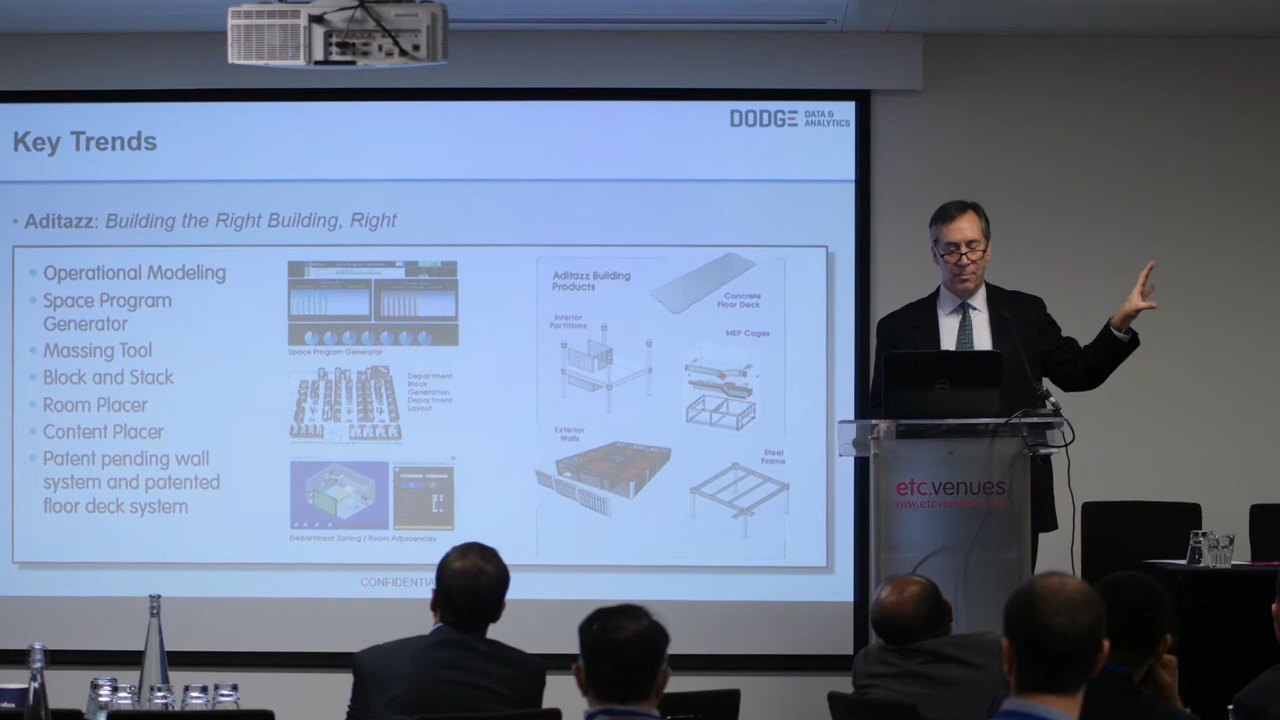 DODGE DATA & ANALYTICS
Key Trends
• Aditazz: Building the Right Building, Right
• Operational Modeling
• Space Program
Generator
• Massing Tool
• Block and Stack
• Room Placer
• Content Placer
• Patent pending wall
system and patented
floor deck system
Space Program Generator
Department
Block
Generation
Department
Layout
Department Zoning / Room Adjacencies
Aditazz Building
Products
Concrete
Floor Deck
Interior
Partitions
MEP Cages
Exterior
Walls
Steel
Frame
CONFIDENTIA
etc.venues